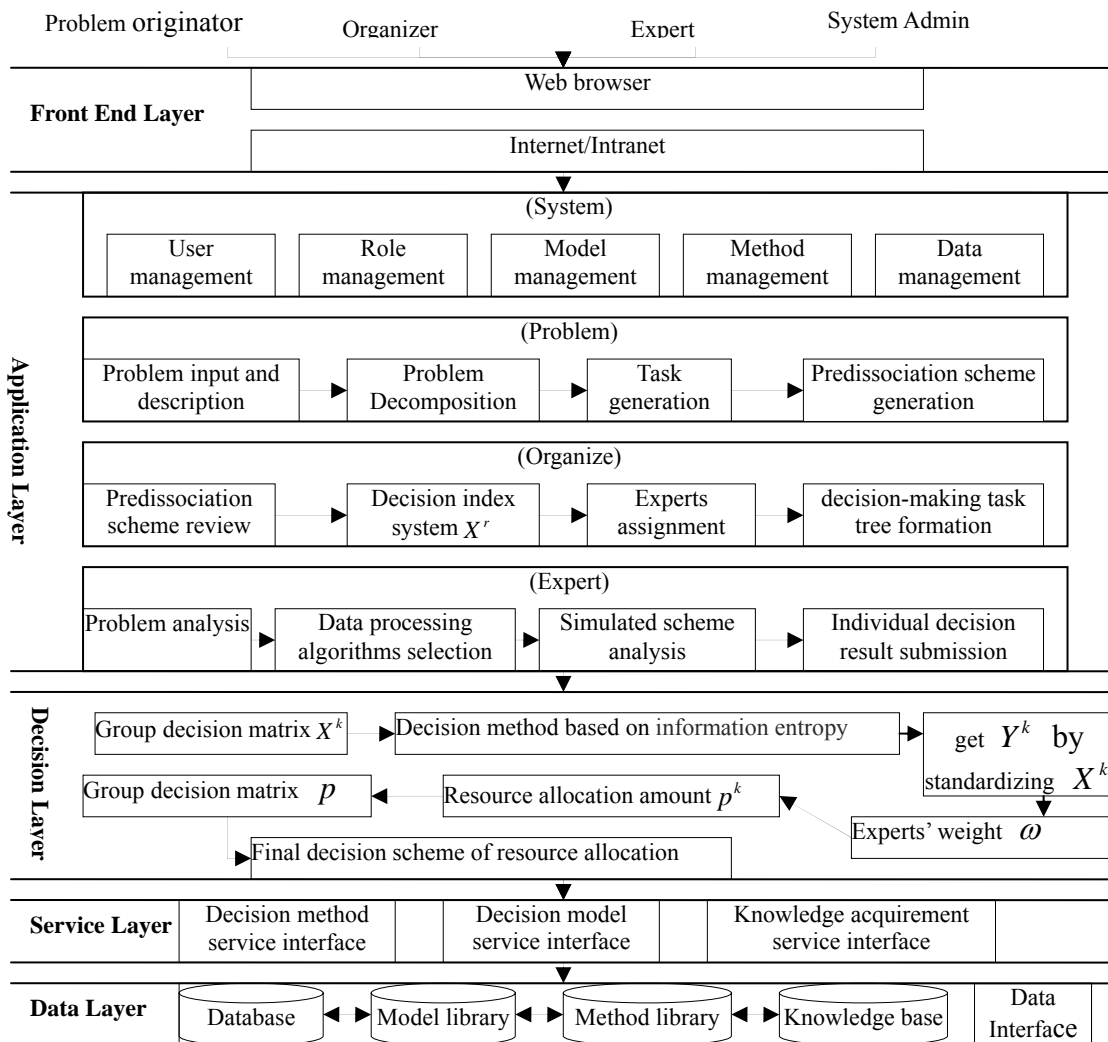 Problem originator
Organizer
Expert
System Admin
Web browser
Front End Layer
Internet/Intranet
Application Layer
(System)
User
management
Role
management
Model
management
Method
management
Data
management
(Problem)
Problem input and
description
Problem
Decomposition
Task
generation
Predissociation scheme
generation
(Organize)
Predissociation
scheme review
Decision index
system X^r
Experts
assignment
decision-making task
tree formation
(Expert)
Problem analysis
Data processing
algorithms selection
Simulated scheme
analysis
Individual decision
result submission
Decision Layer
Group decision matrix X^k
Decision method based on information entropy
get Y^k by
standardizing X^k
Group decision matrix p
Resource allocation amount p^k
Experts' weight ω
Final decision scheme of resource allocation
Service Layer
Decision method
service interface
Decision model
service interface
Knowledge acquirement
service interface
Data Layer
Database
Model library
Method library
Knowledge base
Data
Interface